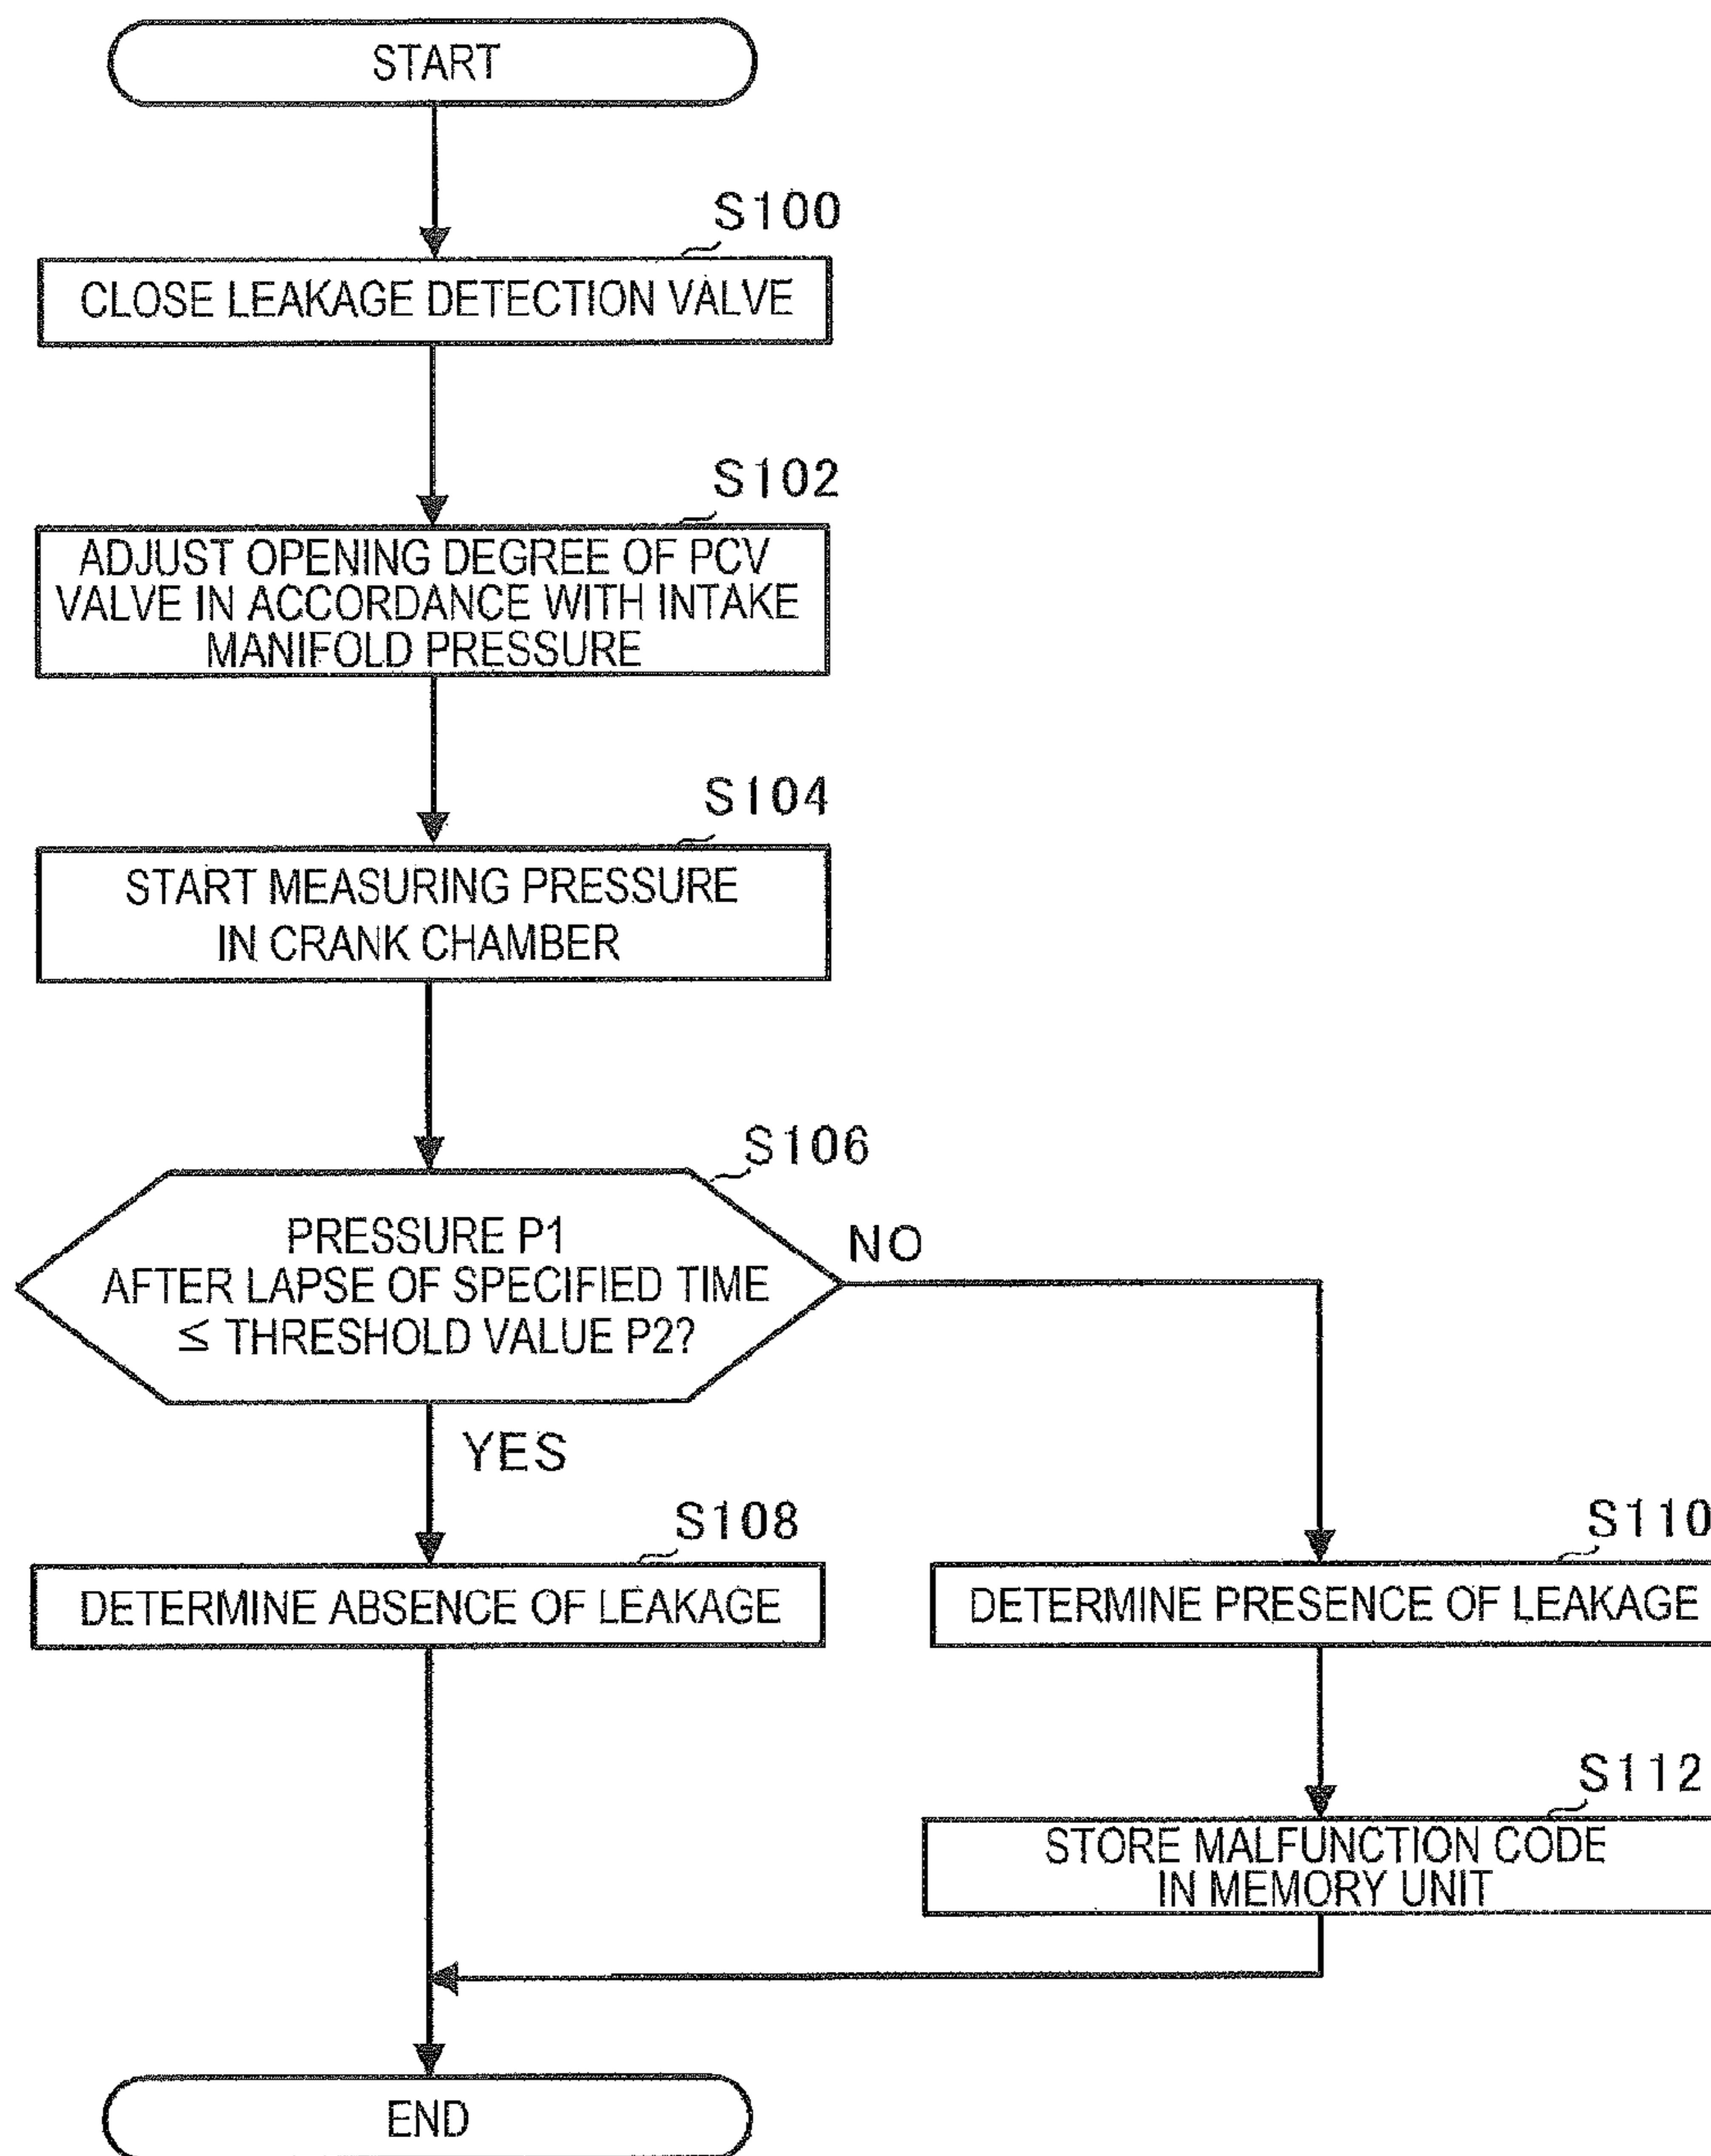 START
S100
CLOSE LEAKAGE DETECTION VALVE
S102
ADJUST OPENING DEGREE OF PCV
VALVE IN ACCORDANCE WITH INTAKE
MANIFOLD PRESSURE
S104
START MEASURING PRESSURE
IN CRANK CHAMBER
S106
PRESSURE P1
AFTER LAPSE OF SPECIFIED TIME
≤ THRESHOLD VALUE P2?
NO
YES
S108
DETERMINE ABSENCE OF LEAKAGE
S110
DETERMINE PRESENCE OF LEAKAGE
S112
STORE MALFUNCTION CODE
IN MEMORY UNIT
END